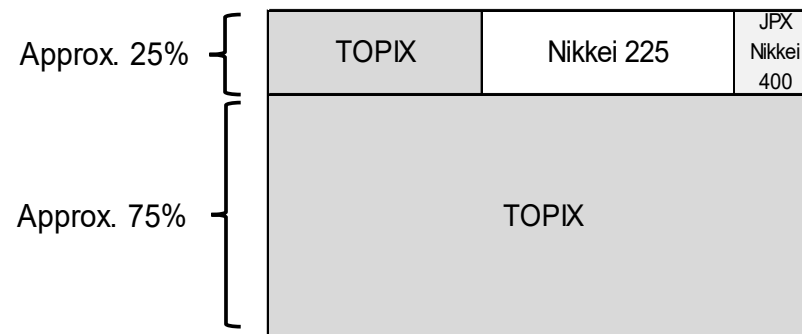 Approx. 25%
TOPIX
Nikkei 225
JPX
Nikkei
400
Approx. 75%
TOPIX